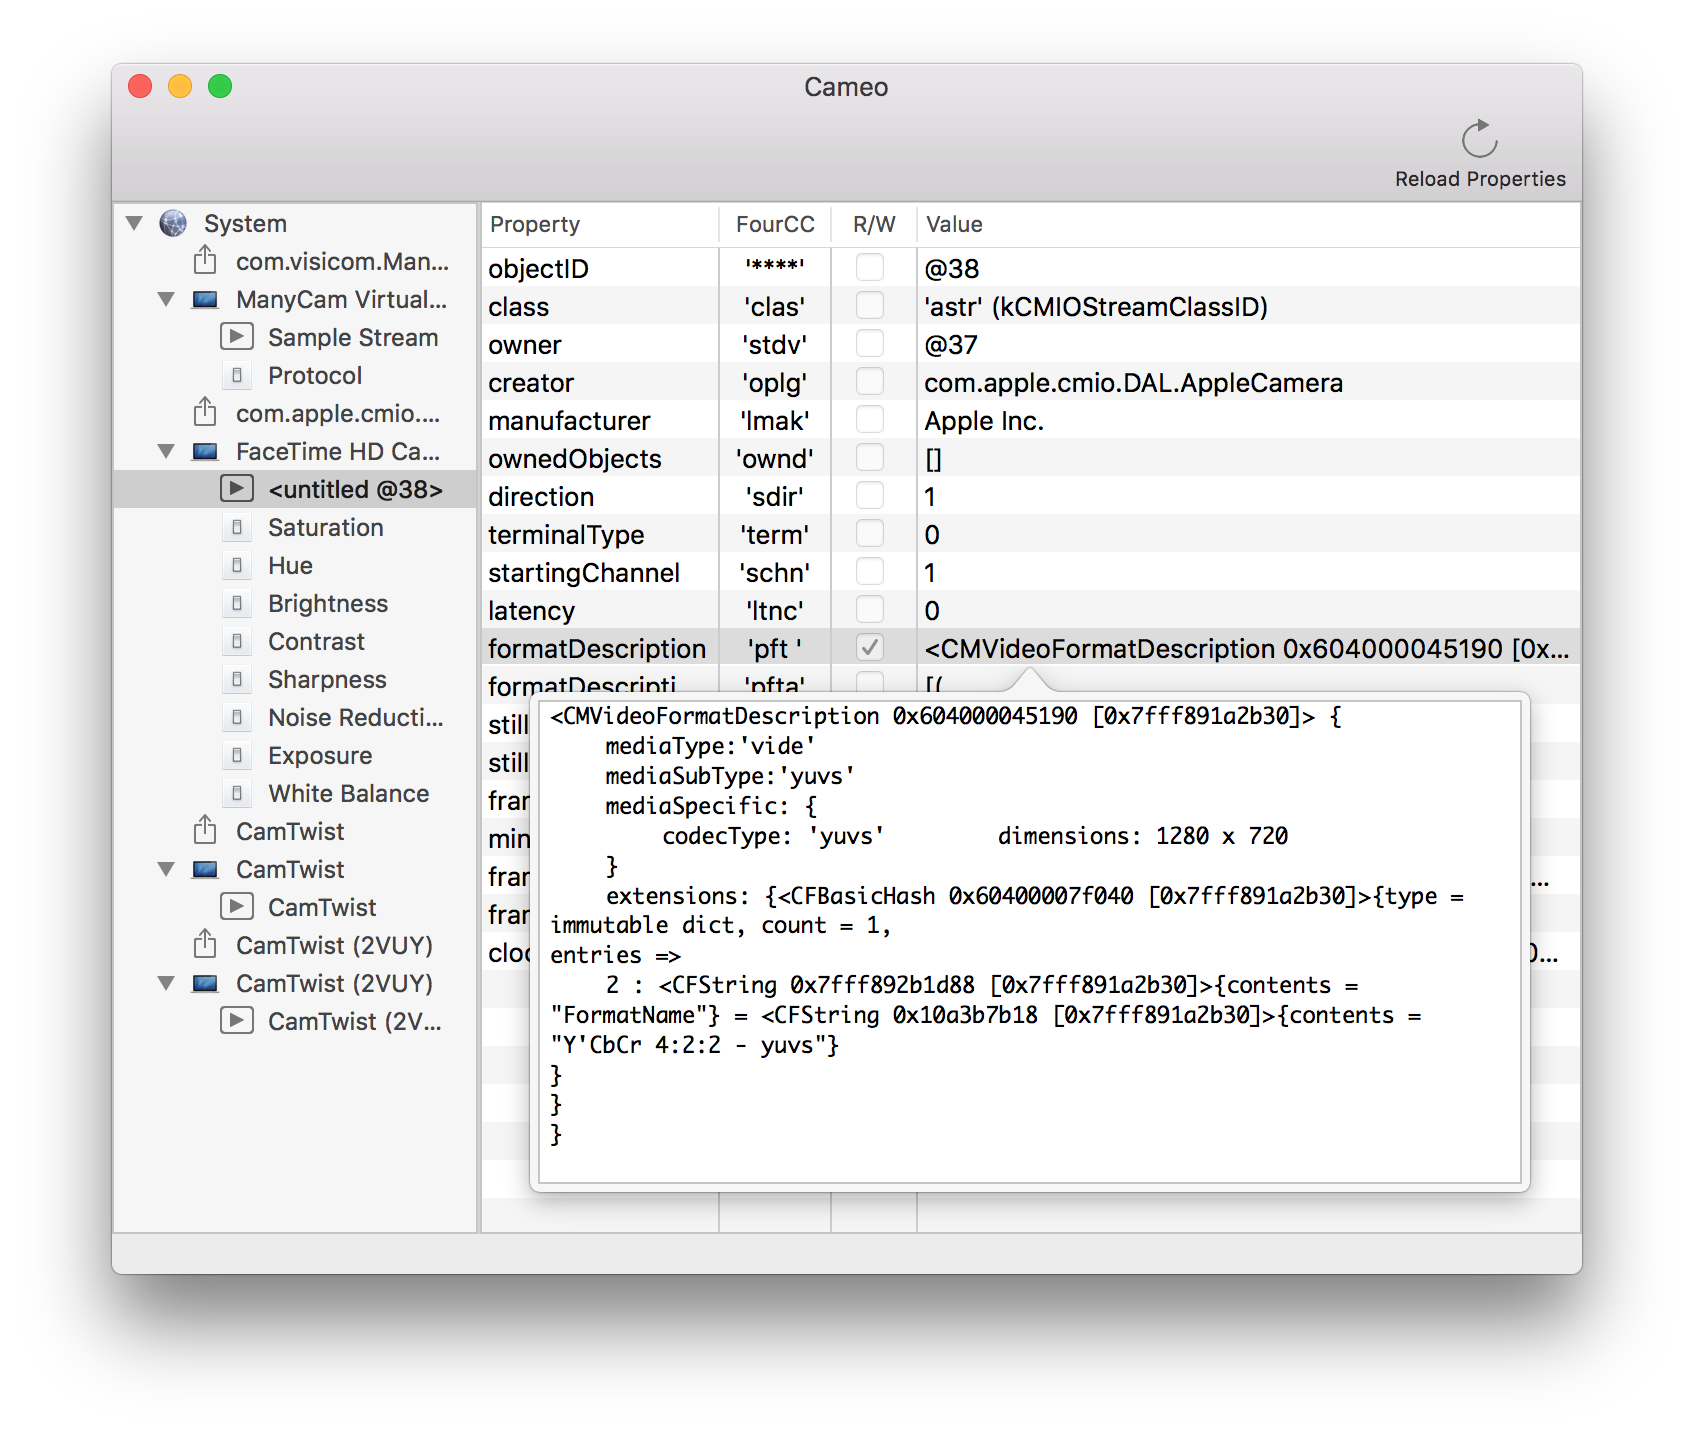 Cameo
Reload Properties
System
com.visicom.Man...
ManyCam Virtual...
Sample Stream
Protocol
com.apple.cmio....
FaceTime HD Ca...
<untitled @38>
Saturation
Hue
Brightness
Contrast
Sharpness
Noise Reducti...
Exposure
White Balance
CamTwist
CamTwist
CamTwist
CamTwist (2VUY)
CamTwist (2VUY)
CamTwist (2V...
Property FourCC R/W Value
objectID '****' @38
class 'clas' 'astr' (kCMIOStreamClassID)
owner 'stdv' @37
creator 'oplg' com.apple.cmio.DAL.AppleCamera
manufacturer 'lmak' Apple Inc.
ownedObjects 'ownd' []
direction 'sdir' 1
terminalType 'term' 0
startingChannel 'schn' 1
latency 'ltnc' 0
formatDescription 'pft ' <CMVideoFormatDescription 0x604000045190 [0x...
formatDescripti 'pfta' [(
still
still
fran
min
fran ...
fran
cloc 0...
<CMVideoFormatDescription 0x604000045190 [0x7fff891a2b30]> {
mediaType:'vide'
mediaSubType:'yuvs'
mediaSpecific: {
codecType: 'yuvs' dimensions: 1280 x 720
}
extensions: {<CFBasicHash 0x60400007f040 [0x7fff891a2b30]>{type =
immutable dict, count = 1,
entries =>
2 : <CFString 0x7fff892b1d88 [0x7fff891a2b30]>{contents =
"FormatName"} = <CFString 0x10a3b7b18 [0x7fff891a2b30]>{contents =
"Y'CbCr 4:2:2 - yuvs"}
}
}
}